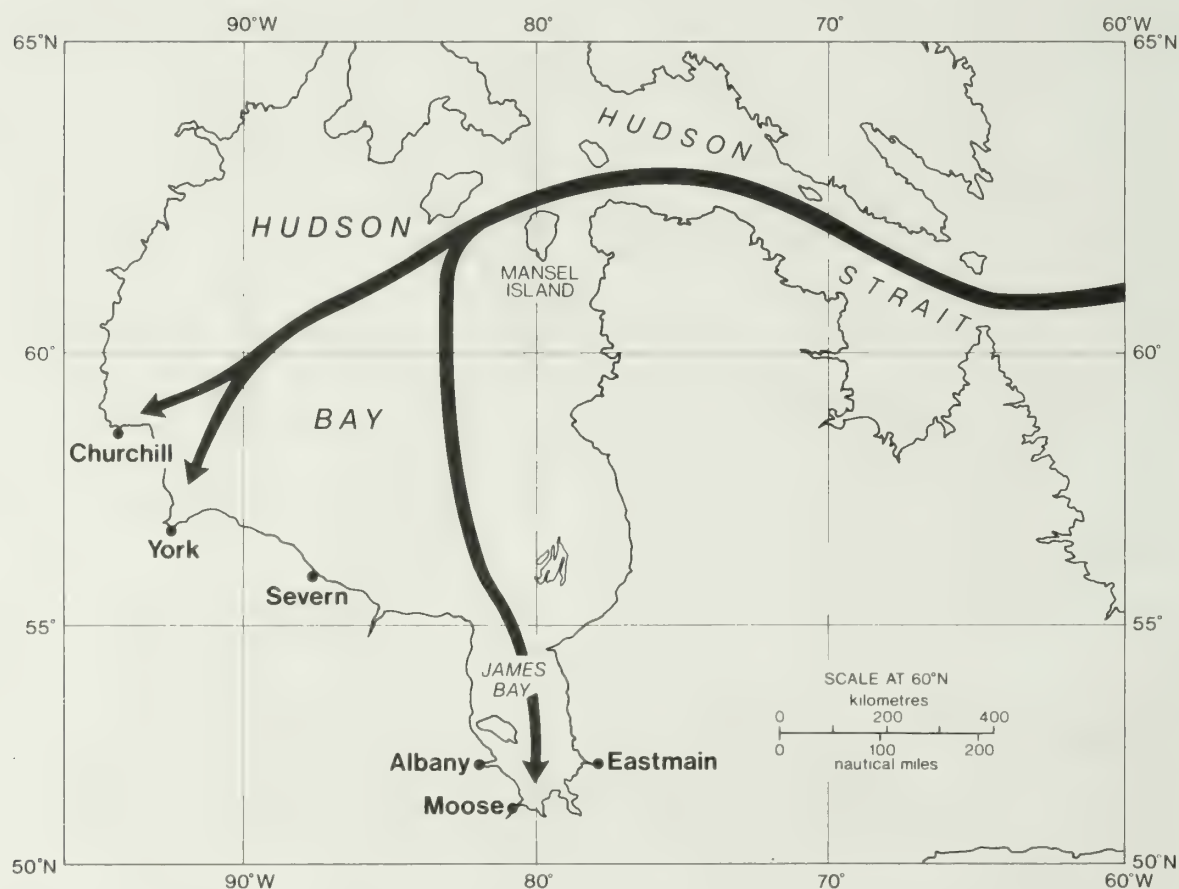 90°W 80° 70° 60°W
65°N 65°N
HUDSON
HUDSON
MANSEL
ISLAND
STRAIT
60° 60°
BAY
Churchill
York
Severn
55° 55°
JAMES
BAY
SCALE AT 60°N
kilometres
0 200 400
0 100 200
nautical miles
Albany
Eastmain
Moose
50°N 50°N
90°W 80° 70° 60°W